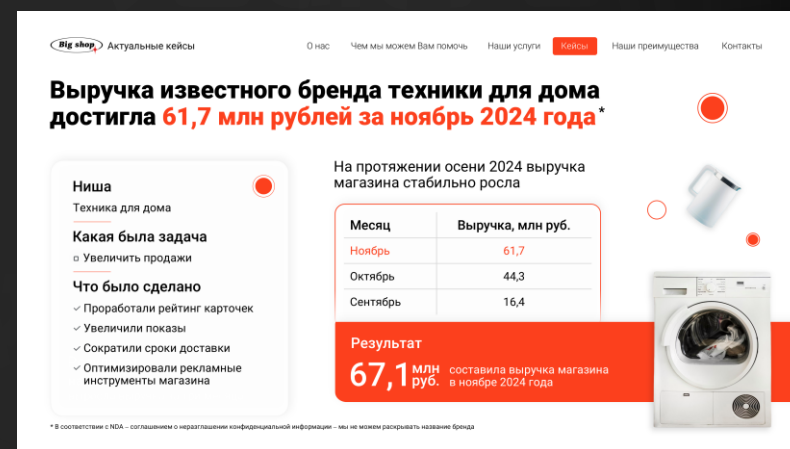 Big shop Актуальные кейсы
О нас Чем мы можем Вам помочь Наши услуги Кейсы Наши преимущества Контакты
Выручка известного бренда техники для дома
достигла 61,7 млн рублей за ноябрь 2024 года*
Ниша
Техника для дома
Какая была задача
¤ Увеличить продажи
Что было сделано
✓ Проработали рейтинг карточек
✓ Увеличили показы
✓ Сократили сроки доставки
✓ Оптимизировали рекламные
инструменты магазина
На протяжении осени 2024 выручка
магазина стабильно росла
Месяц Выручка, млн руб.
Ноябрь 61,7
Октябрь 44,3
Сентябрь 16,4
Результат
67,1 млн руб.
составила выручка магазина
в ноябре 2024 года
* В соответствии с NDA – соглашением о неразглашении конфиденциальной информации – мы не можем раскрывать название бренда